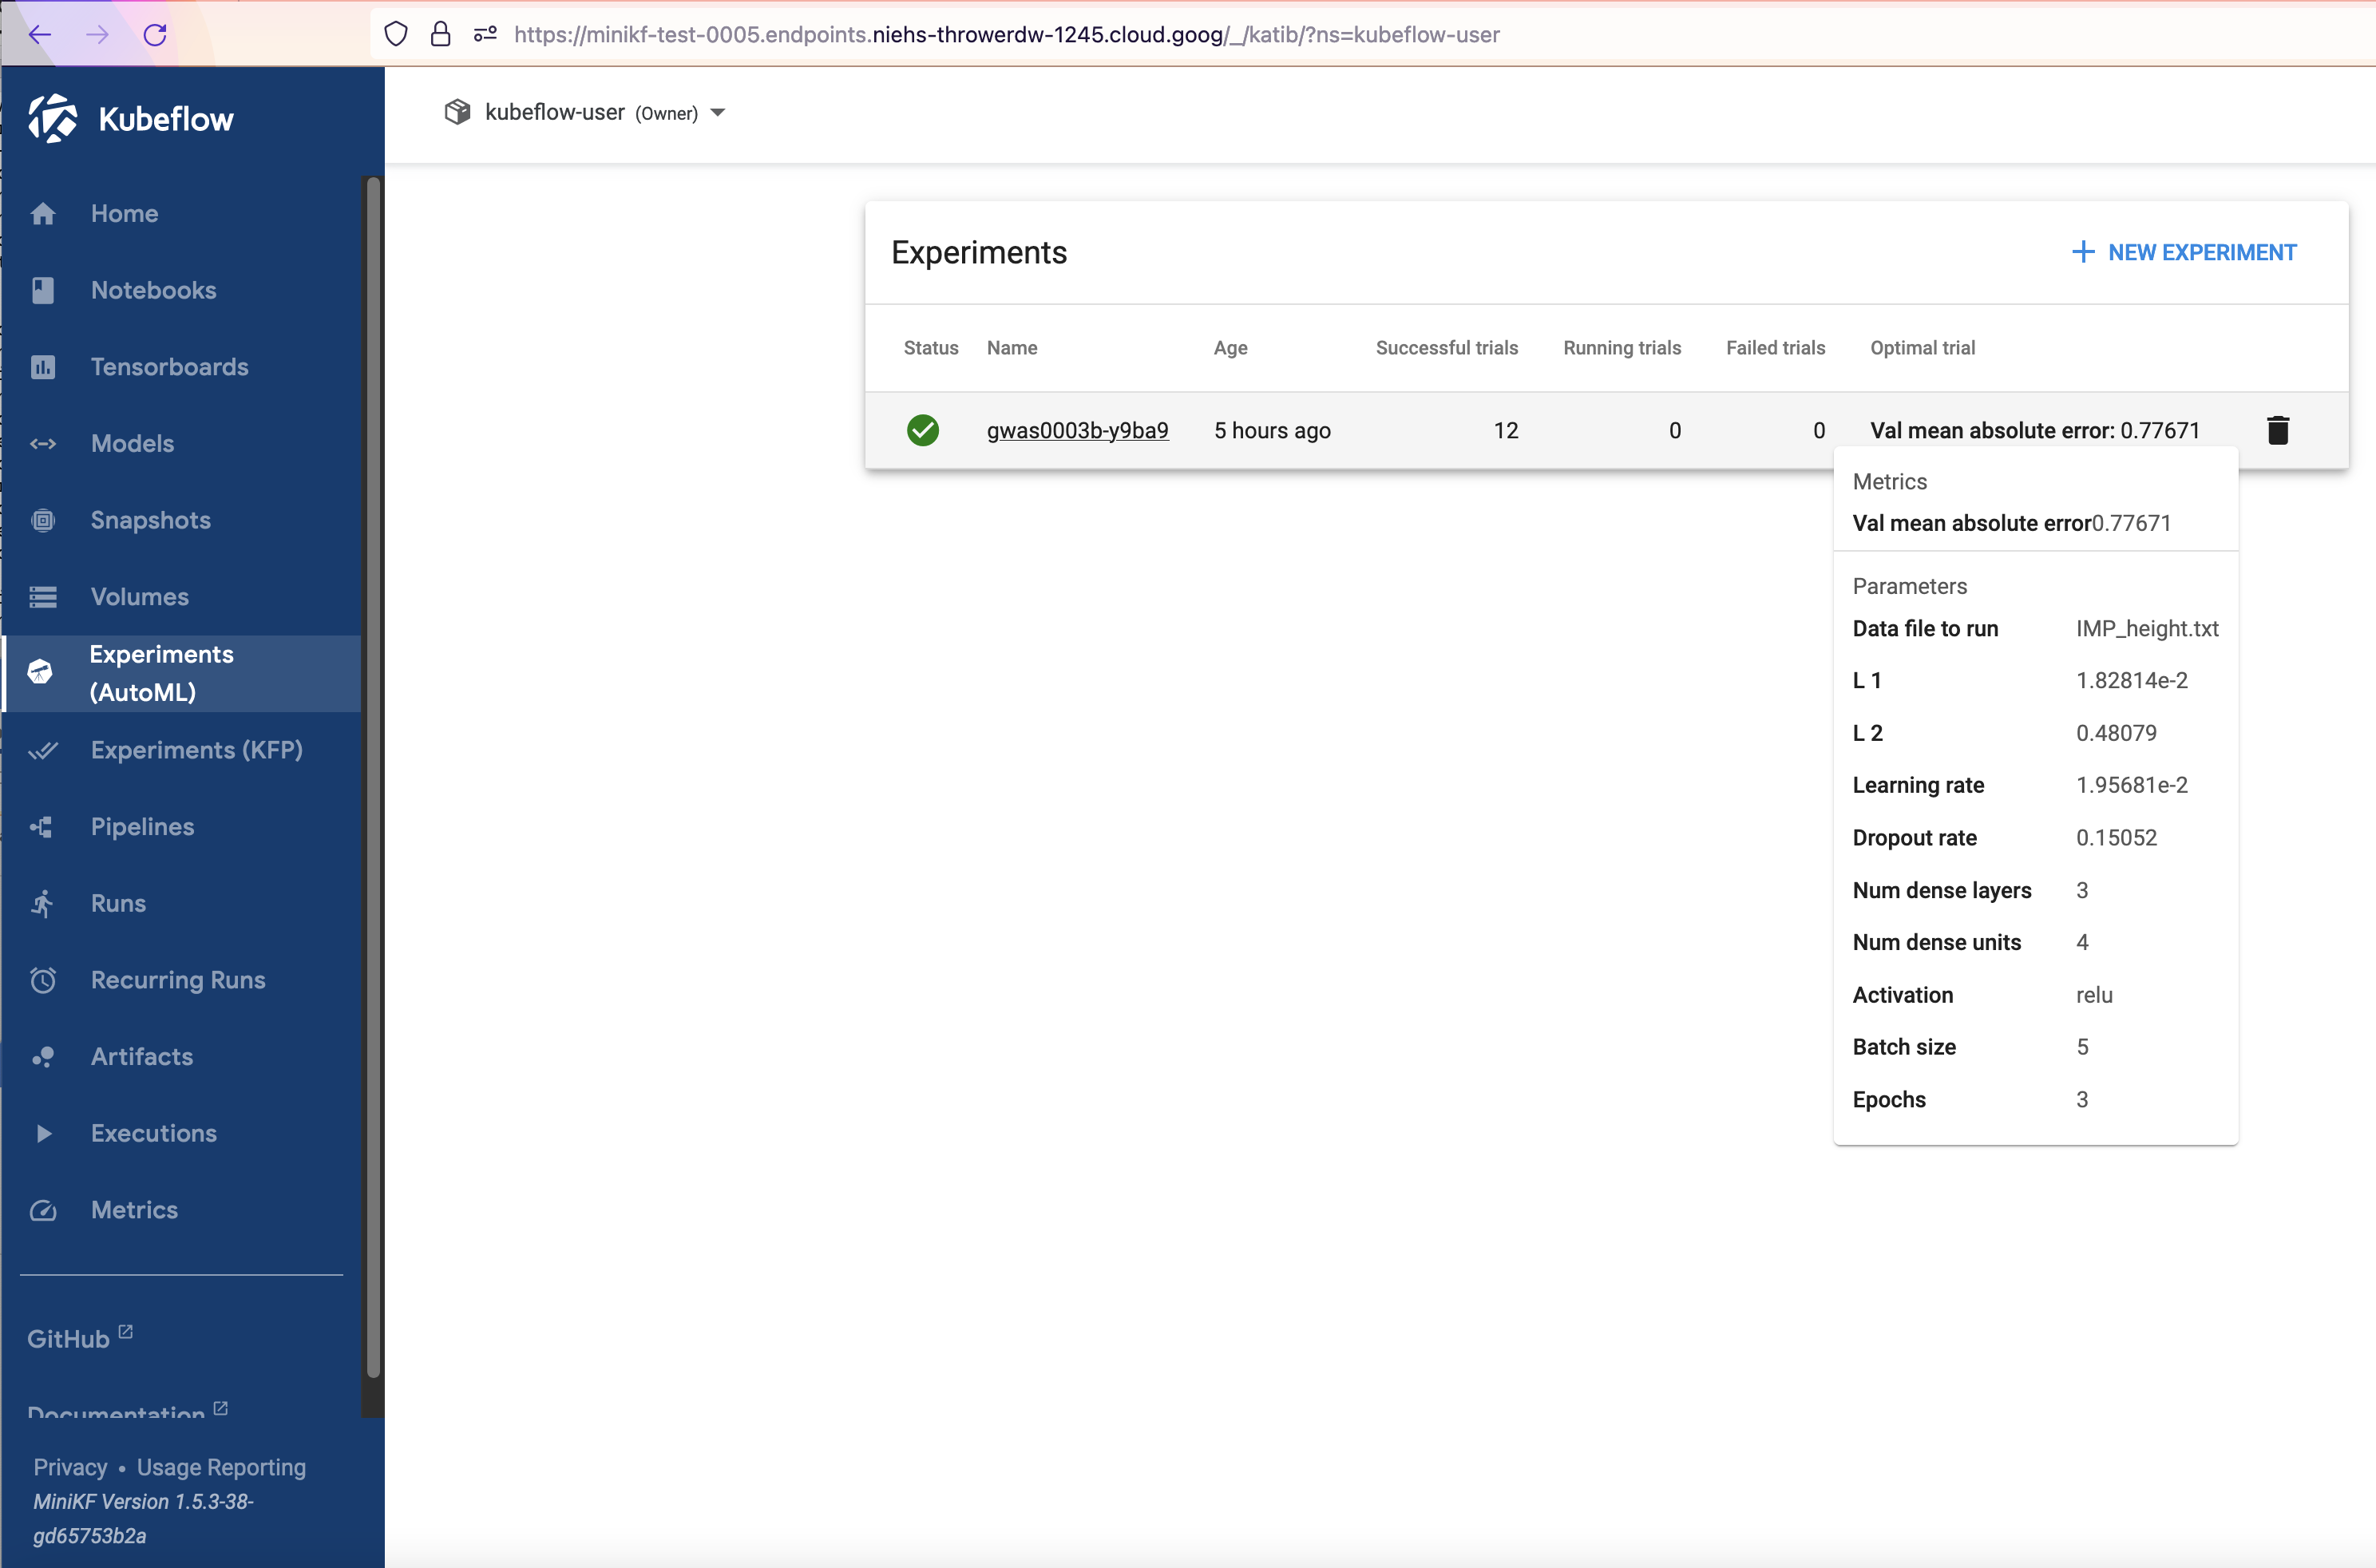 https://minikf-test-0005.endpoints.niehs-throwerdw-1245.cloud.goog/_/katib/?ns=kubeflow-user
Kubeflow
Home
Notebooks
Tensorboards
Models
Snapshots
Volumes
Experiments
(AutoML)
Experiments (KFP)
Pipelines
Runs
Recurring Runs
Artifacts
Executions
Metrics
GitHub
Documentation
Privacy • Usage Reporting
MiniKF Version 1.5.3-38-
gd65753b2a
kubeflow-user (Owner)
Experiments
NEW EXPERIMENT
Status Name Age Successful trials Running trials Failed trials Optimal trial
gwas0003b-y9ba9 5 hours ago 12 0 0 Val mean absolute error: 0.77671
Metrics
Val mean absolute error0.77671
Parameters
Data file to run IMP_height.txt
L 1 1.82814e-2
L 2 0.48079
Learning rate 1.95681e-2
Dropout rate 0.15052
Num dense layers 3
Num dense units 4
Activation relu
Batch size 5
Epochs 3